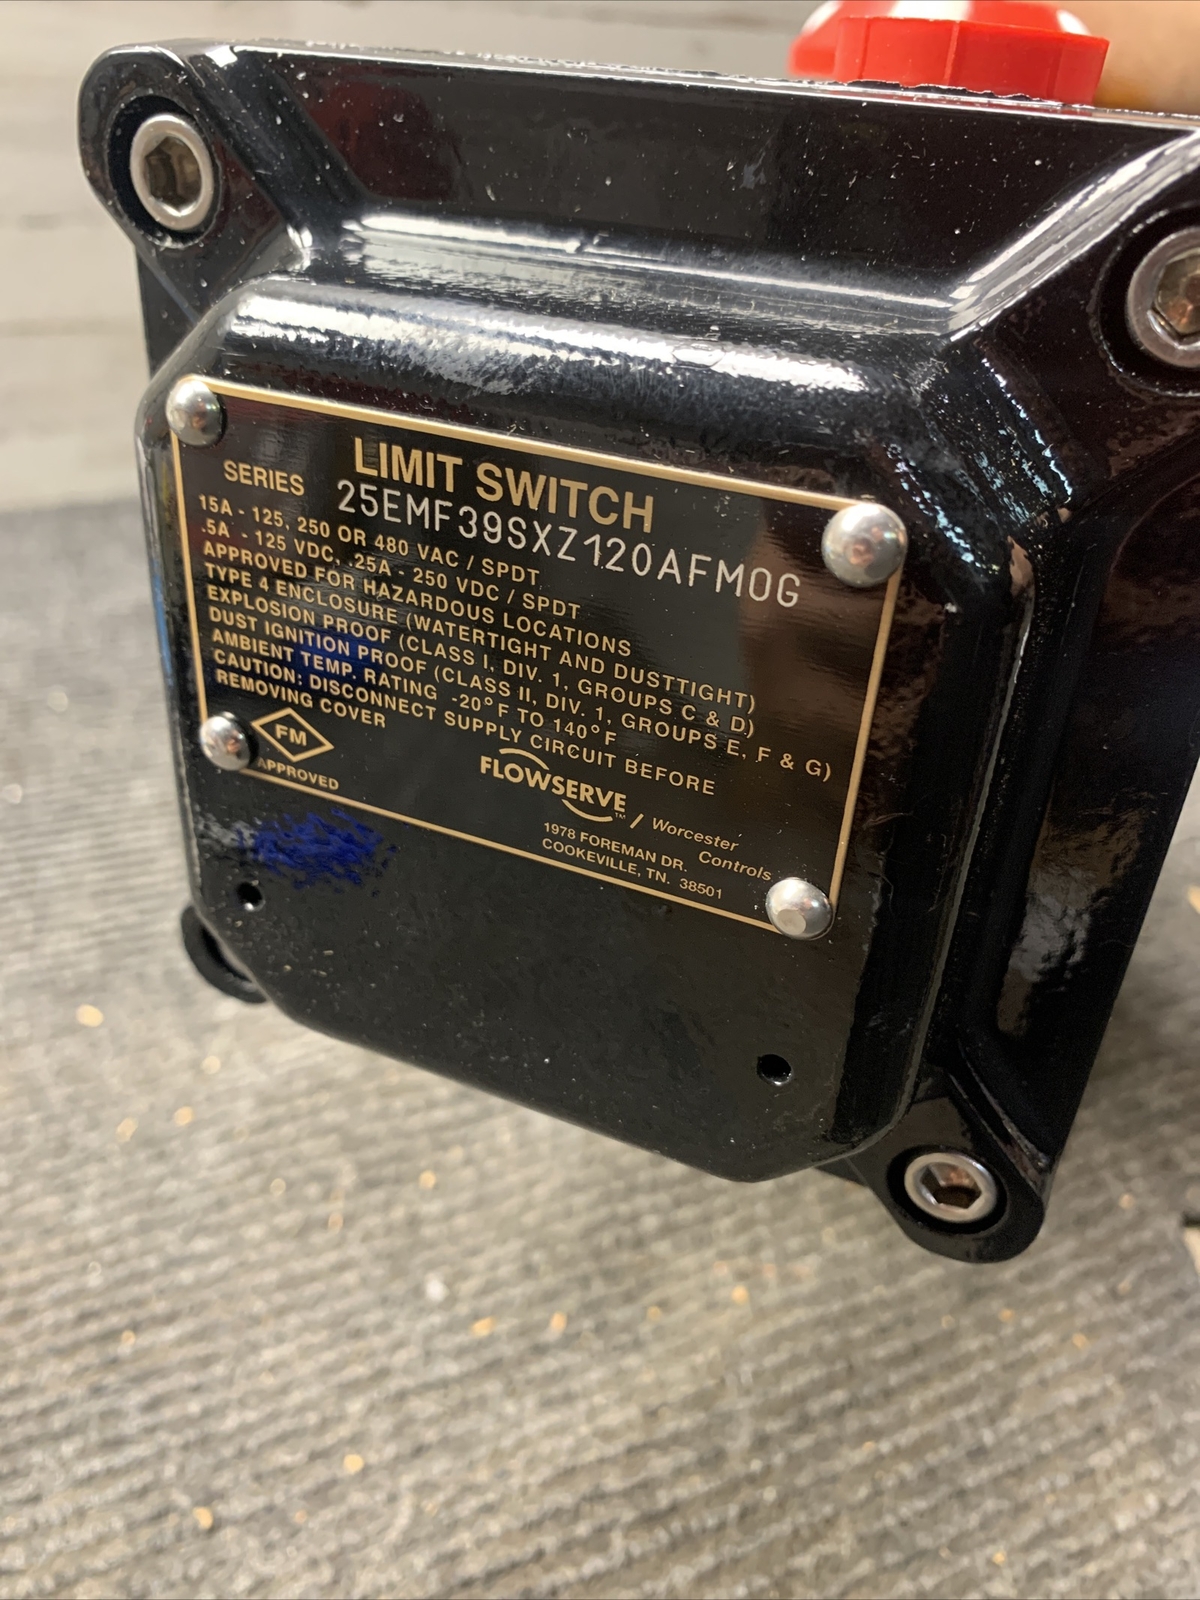 LIMIT SWITCH
SERIES 25EMF39SXZ120AFM0G
15A - 125, 250 OR 480 VAC / SPDT
.5A - 125 VDC, .25A - 250 VDC / SPDT
APPROVED FOR HAZARDOUS LOCATIONS
TYPE 4 ENCLOSURE (WATERTIGHT AND DUSTTIGHT)
EXPLOSION PROOF (CLASS I, DIV. 1, GROUPS C & D)
DUST IGNITION PROOF (CLASS II, DIV. 1, GROUPS E, F & G)
AMBIENT TEMP. RATING -20°F TO 140°F
CAUTION: DISCONNECT SUPPLY CIRCUIT BEFORE
REMOVING COVER
FM
APPROVED
FLOWSERVE™ / Worcester
Controls
1978 FOREMAN DR.
COOKEVILLE, TN. 38501